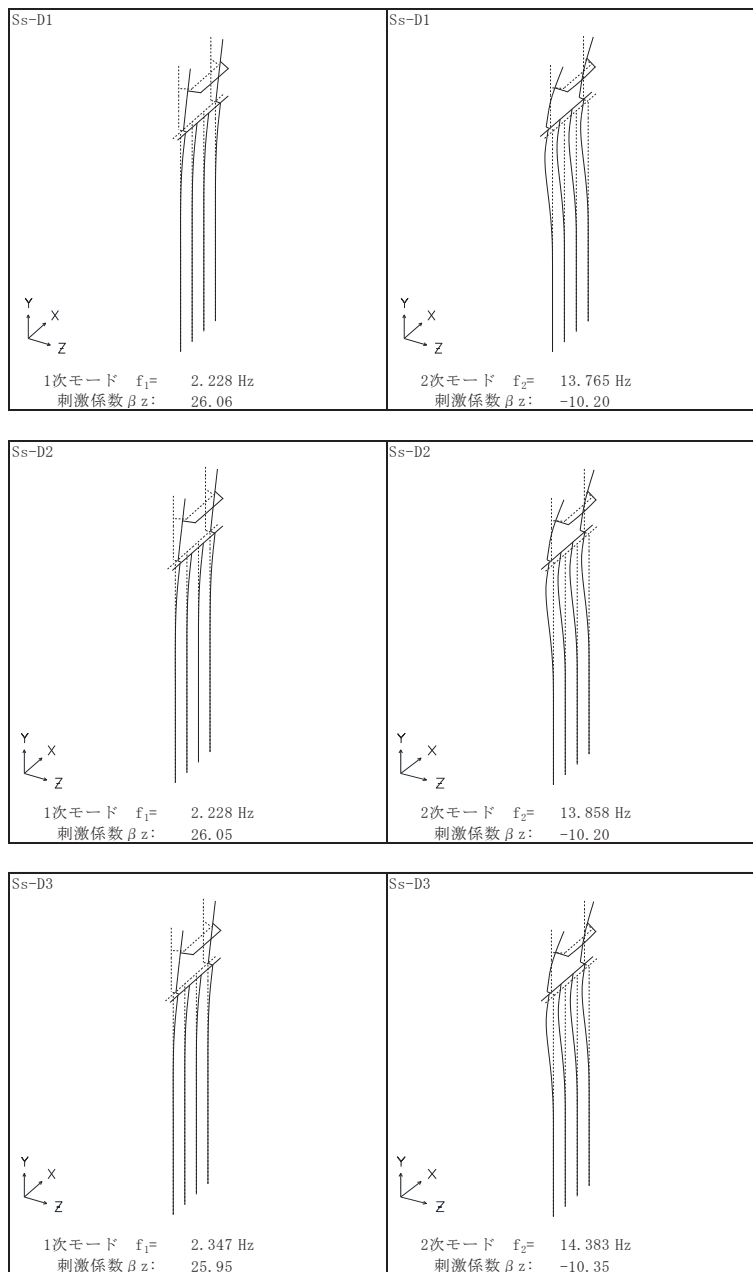 Ss-D1
Y
X
Z
1次モード f₁= 2.228 Hz
刺激係数βz: 26.06
Ss-D1
Y
X
Z
2次モード f₂= 13.765 Hz
刺激係数βz: -10.20
Ss-D2
Y
X
Z
1次モード f₁= 2.228 Hz
刺激係数βz: 26.05
Ss-D2
Y
X
Z
2次モード f₂= 13.858 Hz
刺激係数βz: -10.20
Ss-D3
Y
X
Z
1次モード f₁= 2.347 Hz
刺激係数βz: 25.95
Ss-D3
Y
X
Z
2次モード f₂= 14.383 Hz
刺激係数βz: -10.35